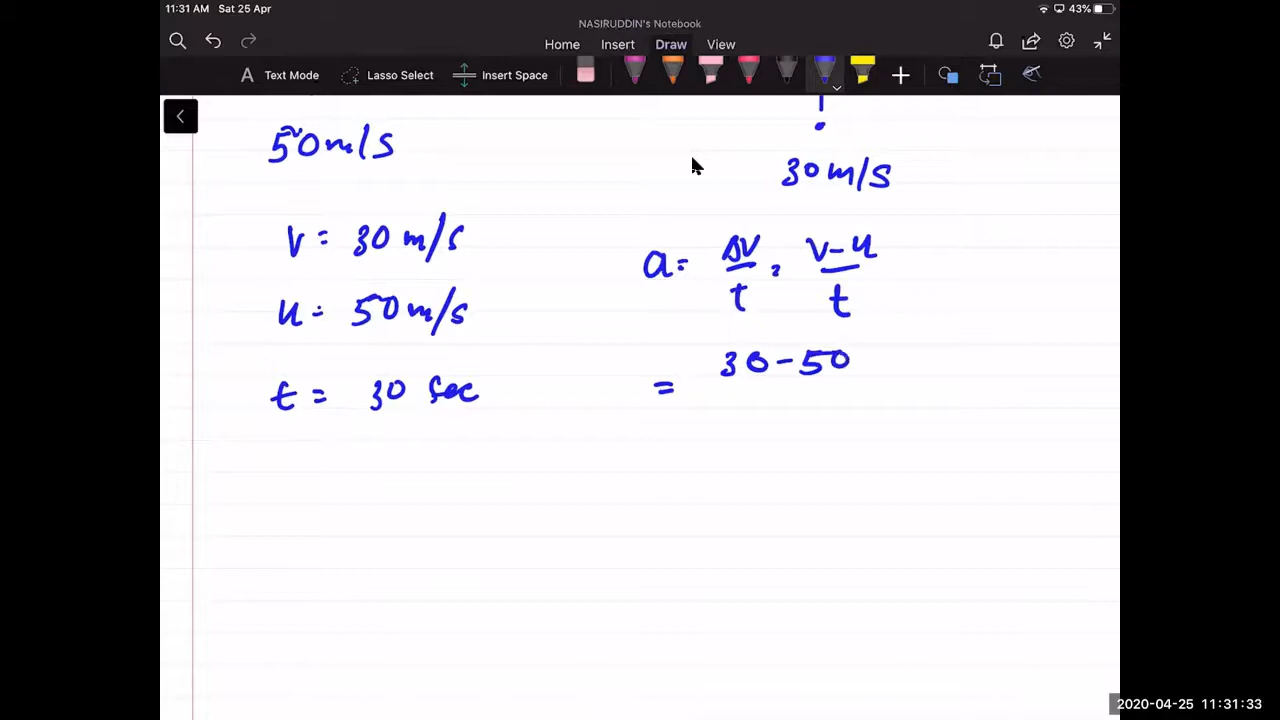 11:31 AM Sat 25 Apr
43%
NASIRUDDIN's Notebook
Home Insert Draw View
Text Mode Lasso Select Insert Space
50m/s
30m/s
v = 30 m/s
u = 50 m/s
t = 30 sec
a = Δv/t = v-u/t
= 30-50
2020-04-25 11:31:33